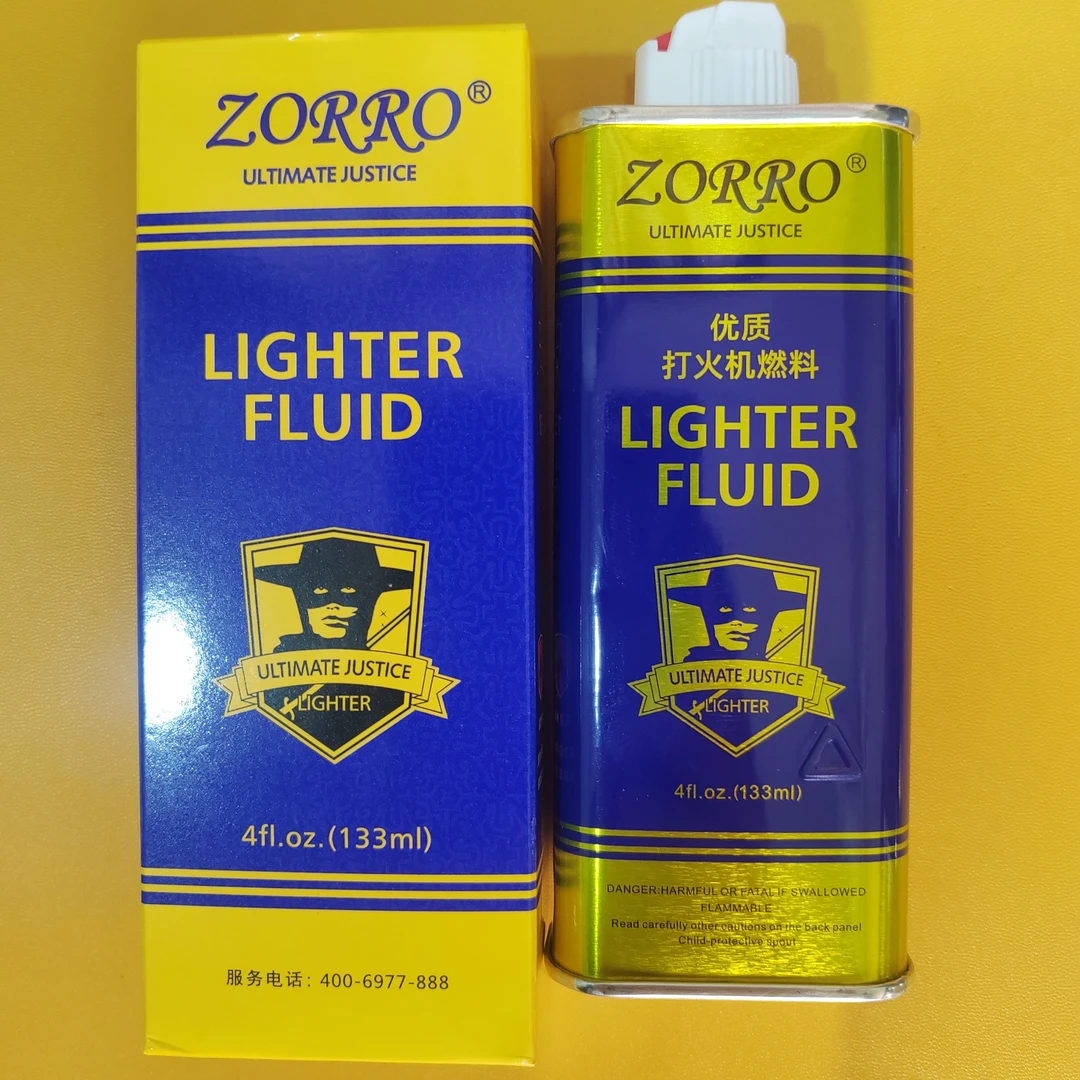 ZORRO®
ULTIMATE JUSTICE
LIGHTER
FLUID
ULTIMATE JUSTICE
LIGHTER
4fl.oz.(133ml)
服务电话：400-6977-888
ZORRO®
ULTIMATE JUSTICE
优质
打火机燃料
LIGHTER
FLUID
ULTIMATE JUSTICE
LIGHTER
4fl.oz.(133ml)
DANGER:HARMFUL OR FATAL IF SWALLOWED
FLAMMABLE
Read carefully other cautions on the back panel
Child-protective spout